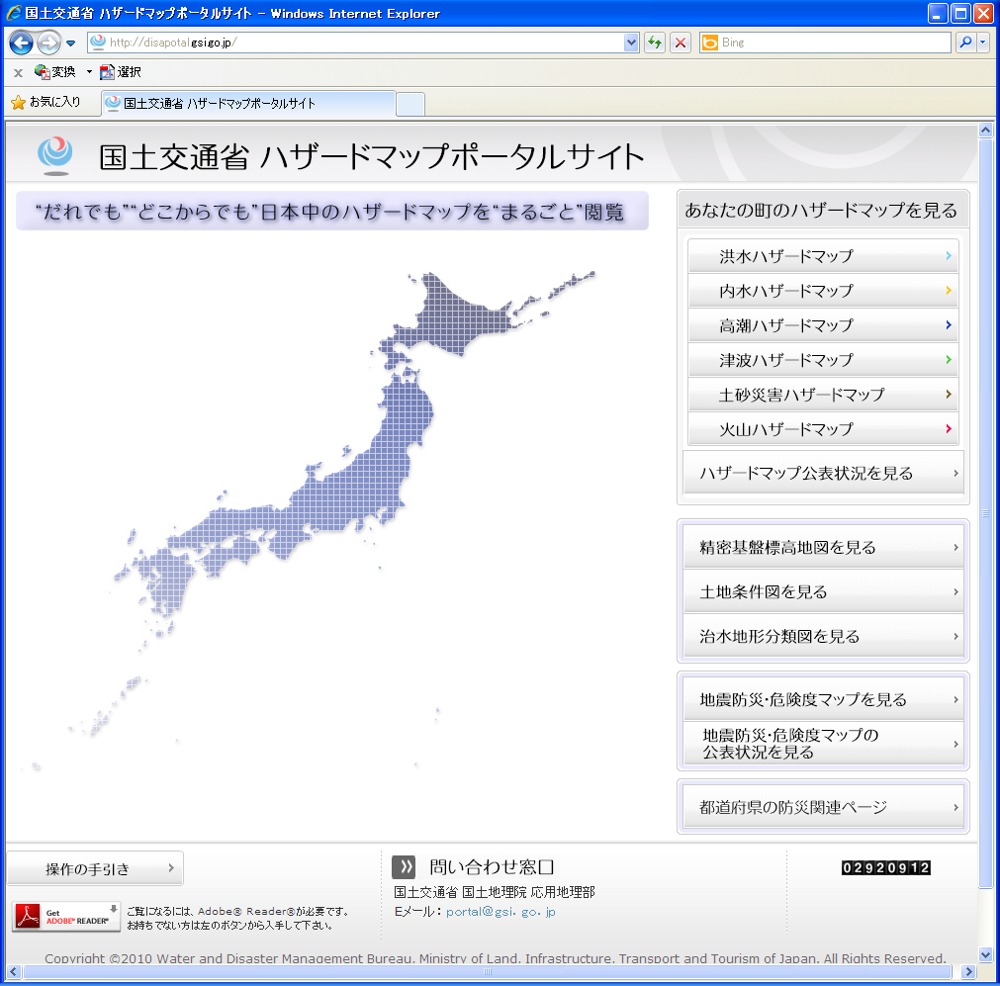 国土交通省 ハザードマップポータルサイト - Windows Internet Explorer
http://disapotal.gsi.go.jp/
Bing
x 変換 選択
お気に入り
国土交通省 ハザードマップポータルサイト
国土交通省 ハザードマップポータルサイト
“だれでも”“どこからでも”日本中のハザードマップを“まるごと”閲覧
あなたの町のハザードマップを見る
洪水ハザードマップ
内水ハザードマップ
高潮ハザードマップ
津波ハザードマップ
土砂災害ハザードマップ
火山ハザードマップ
ハザードマップ公表状況を見る
精密基盤標高地図を見る
土地条件図を見る
治水地形分類図を見る
地震防災・危険度マップを見る
地震防災・危険度マップの
公表状況を見る
都道府県の防災関連ページ
操作の手引き
Get
ADOBE® READER®
ご覧になるには、Adobe® Reader®が必要です。
お持ちでない方は左のボタンから入手して下さい。
問い合わせ窓口
国土交通省 国土地理院 応用地理部
Eメール：portal@gsi.go.jp
02920912
Copyright ©2010 Water and Disaster Management Bureau, Ministry of Land, Infrastructure, Transport and Tourism of Japan. All Rights Reserved.